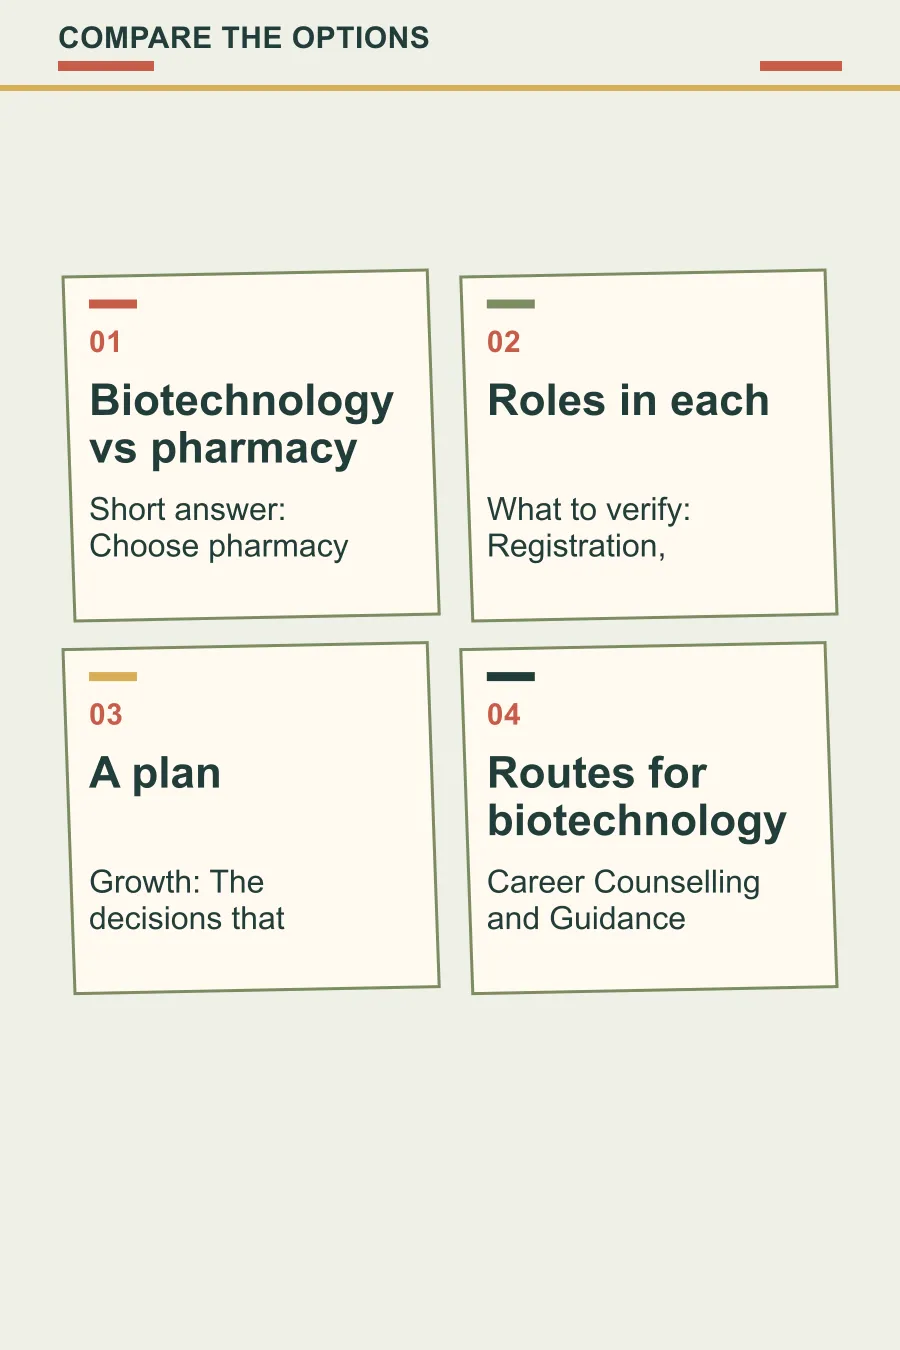 COMPARE THE OPTIONS
01
Biotechnology
vs pharmacy
Short answer:
Choose pharmacy
02
Roles in each
What to verify:
Registration,
03
A plan
Growth: The
decisions that
04
Routes for
biotechnology
Career Counselling
and Guidance